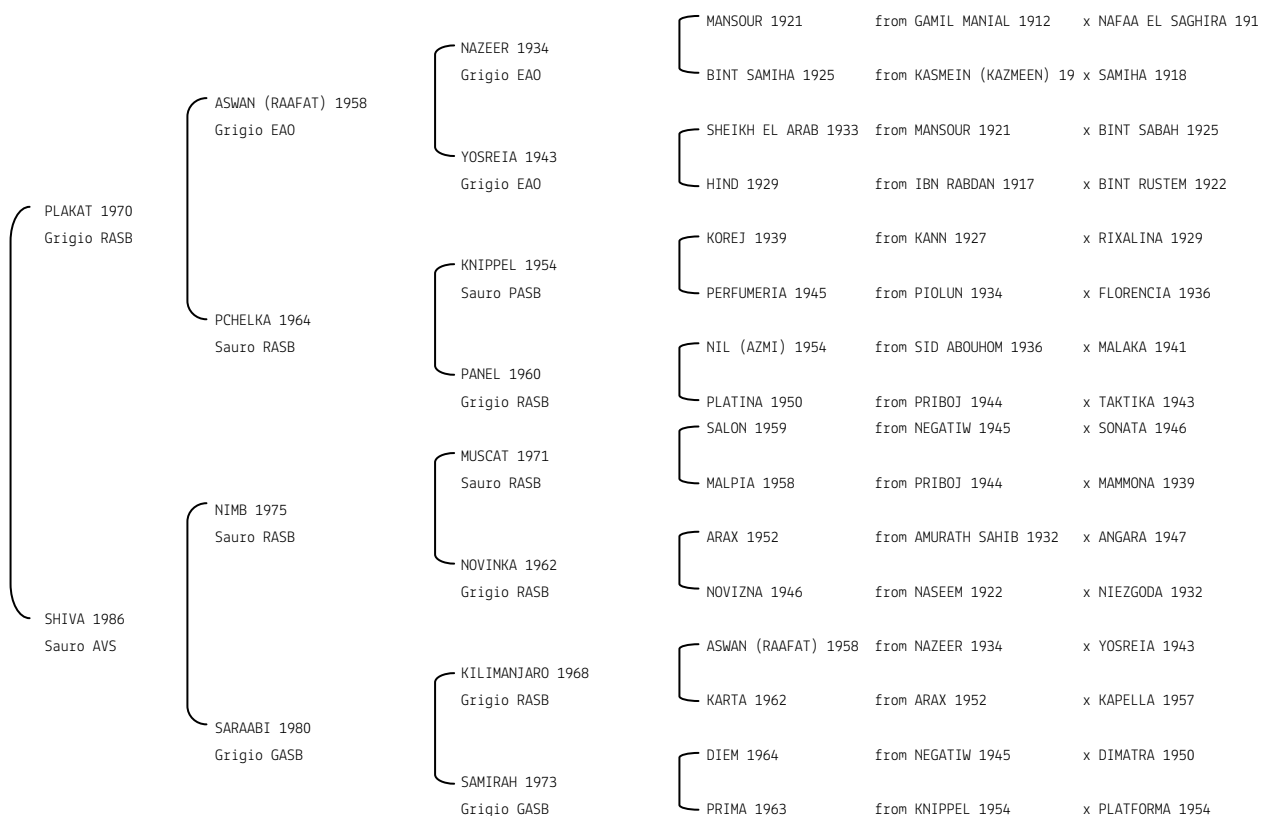 MANSOUR 1921 from GAMIL MANIAL 1912 x NAFAA EL SAGHIRA 191
NAZEER 1934
Grigio EAO
BINT SAMIHA 1925 from KASMEIN (KAZMEEN) 19 x SAMIHA 1918
ASWAN (RAAFAT) 1958
Grigio EAO
SHEIKH EL ARAB 1933 from MANSOUR 1921 x BINT SABAH 1925
YOSREIA 1943
Grigio EAO
HIND 1929 from IBN RABDAN 1917 x BINT RUSTEM 1922
PLAKAT 1970
Grigio RASB
KOREJ 1939 from KANN 1927 x RIXALINA 1929
KNIPPEL 1954
Sauro PASB
PERFUMERIA 1945 from PIOLUN 1934 x FLORENCIA 1936
PCHELKA 1964
Sauro RASB
NIL (AZMI) 1954 from SID ABOUHOM 1936 x MALAKA 1941
PANEL 1960
Grigio RASB
PLATINA 1950 from PRIBOJ 1944 x TAKTIKA 1943
SALON 1959 from NEGATIW 1945 x SONATA 1946
MUSCAT 1971
Sauro RASB
MALPIA 1958 from PRIBOJ 1944 x MAMMONA 1939
NIMB 1975
Sauro RASB
ARAX 1952 from AMURATH SAHIB 1932 x ANGARA 1947
NOVINKA 1962
Grigio RASB
NOVIZNA 1946 from NASEEM 1922 x NIEZGODA 1932
SHIVA 1986
Sauro AVS
ASWAN (RAAFAT) 1958 from NAZEER 1934 x YOSREIA 1943
KILIMANJARO 1968
Grigio RASB
KARTA 1962 from ARAX 1952 x KAPELLA 1957
SARAABI 1980
Grigio GASB
DIEM 1964 from NEGATIW 1945 x DIMATRA 1950
SAMIRAH 1973
Grigio GASB
PRIMA 1963 from KNIPPEL 1954 x PLATFORMA 1954